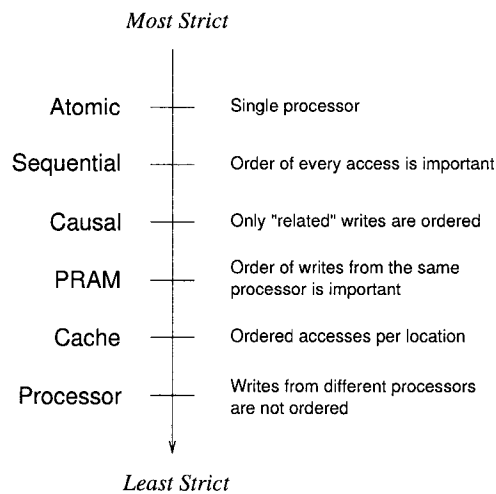 Most Strict
Atomic Single processor
Sequential Order of every access is important
Causal Only "related" writes are ordered
PRAM Order of writes from the same
processor is important
Cache Ordered accesses per location
Processor Writes from different processors
are not ordered
Least Strict